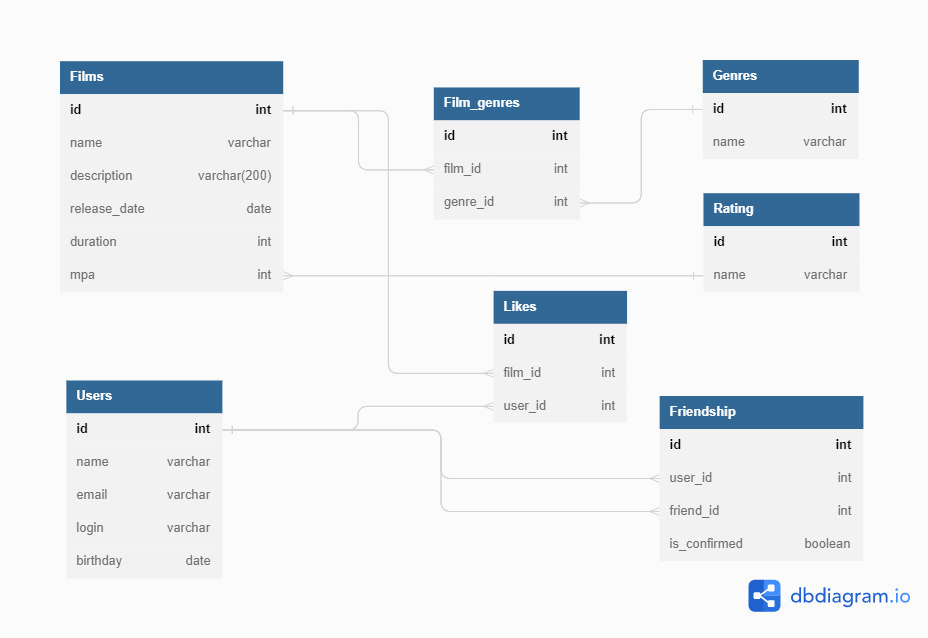 Films
id int
name varchar
description varchar(200)
release_date date
duration int
mpa int
Film_genres
id int
film_id int
genre_id int
Genres
id int
name varchar
Rating
id int
name varchar
Likes
id int
film_id int
user_id int
Users
id int
name varchar
email varchar
login varchar
birthday date
Friendship
id int
user_id int
friend_id int
is_confirmed boolean
dbdiagram.io